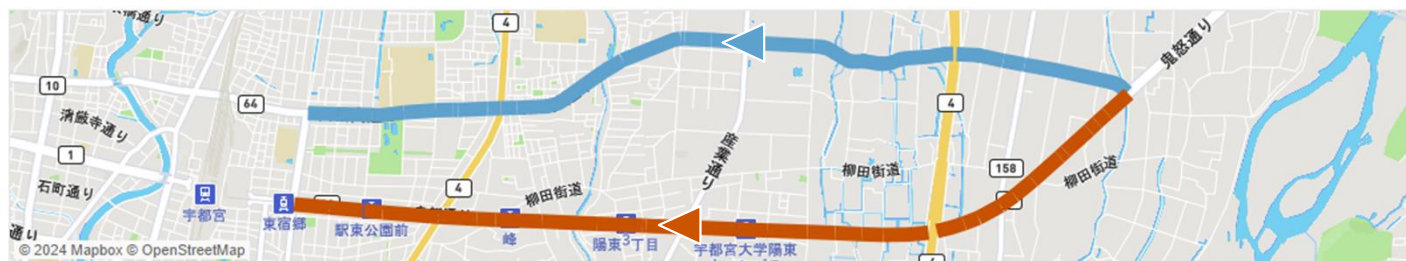 4
鬼怒通り
10
64
清厳寺通り
1
4
産業通り
石町通り
宇都宮
東宿郷
駅東公園前
4
柳田街道
峰
陽東3丁目
宇都宮大学陽東
柳田街道
158
柳田街道
通り
© 2024 Mapbox © OpenStreetMap